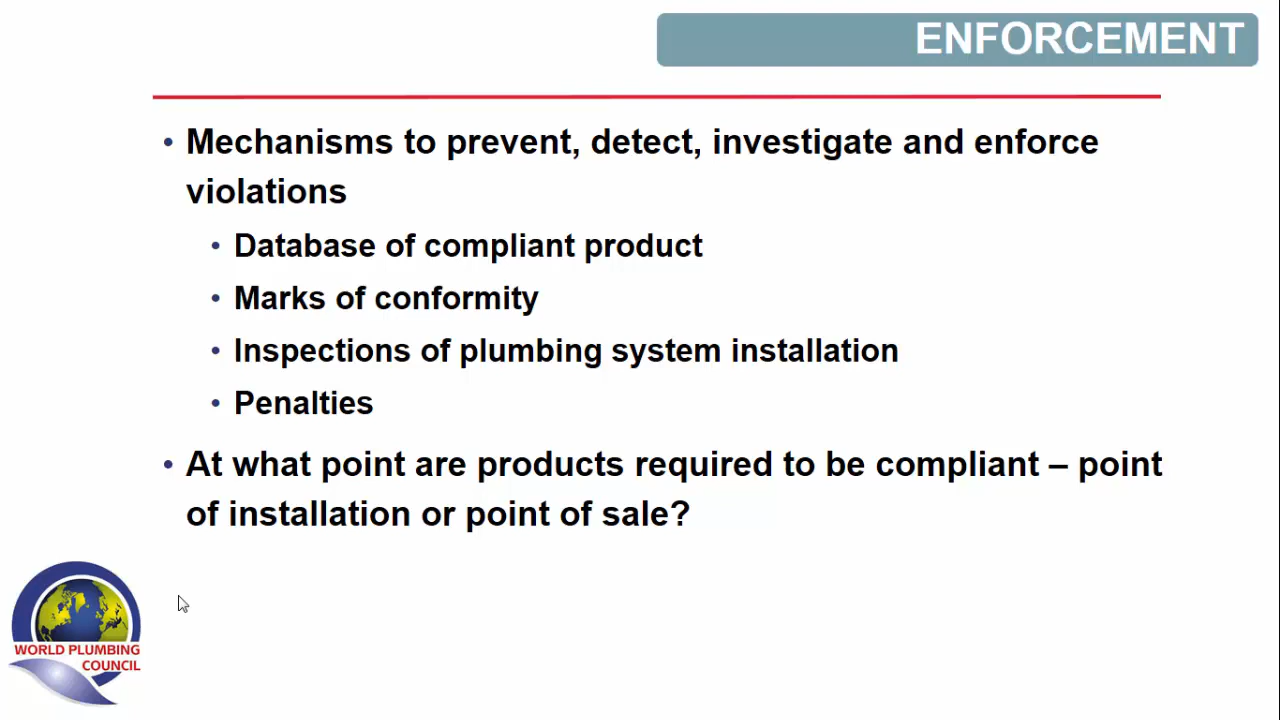 ENFORCEMENT
• Mechanisms to prevent, detect, investigate and enforce
violations
• Database of compliant product
• Marks of conformity
• Inspections of plumbing system installation
• Penalties
• At what point are products required to be compliant – point
of installation or point of sale?
WORLD PLUMBING
COUNCIL